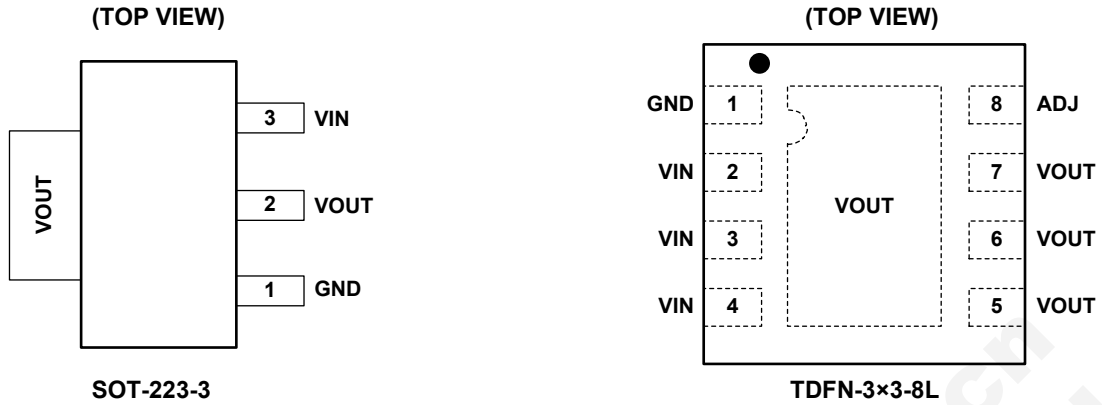 (TOP VIEW)
VOUT
3 VIN
2 VOUT
1 GND
SOT-223-3
(TOP VIEW)
GND 1
VIN 2
VIN 3
VIN 4
VOUT
8 ADJ
7 VOUT
6 VOUT
5 VOUT
TDFN-3×3-8L